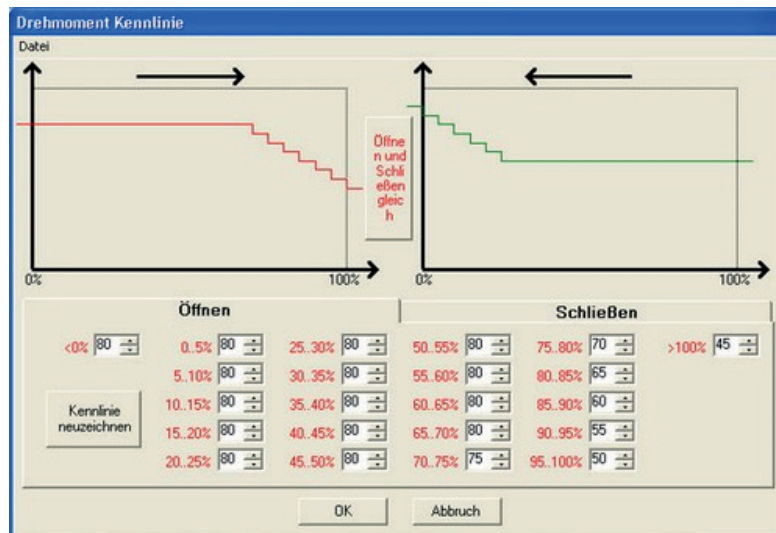 Drehmoment Kennlinie
Datei
Öffne
n und
Schli
eßen
gleic
h
0% 100% 0% 100%
Öffnen Schließen
<0% 80 0..5% 80 25..30% 80 50..55% 80 75..80% 70 >100% 45
5..10% 80 30..35% 80 55..60% 80 80..85% 65
Kennlinie
neuzeichnen
10..15% 80 35..40% 80 60..65% 80 85..90% 60
15..20% 80 40..45% 80 65..70% 80 90..95% 55
20..25% 80 45..50% 80 70..75% 75 95..100% 50
OK Abbruch